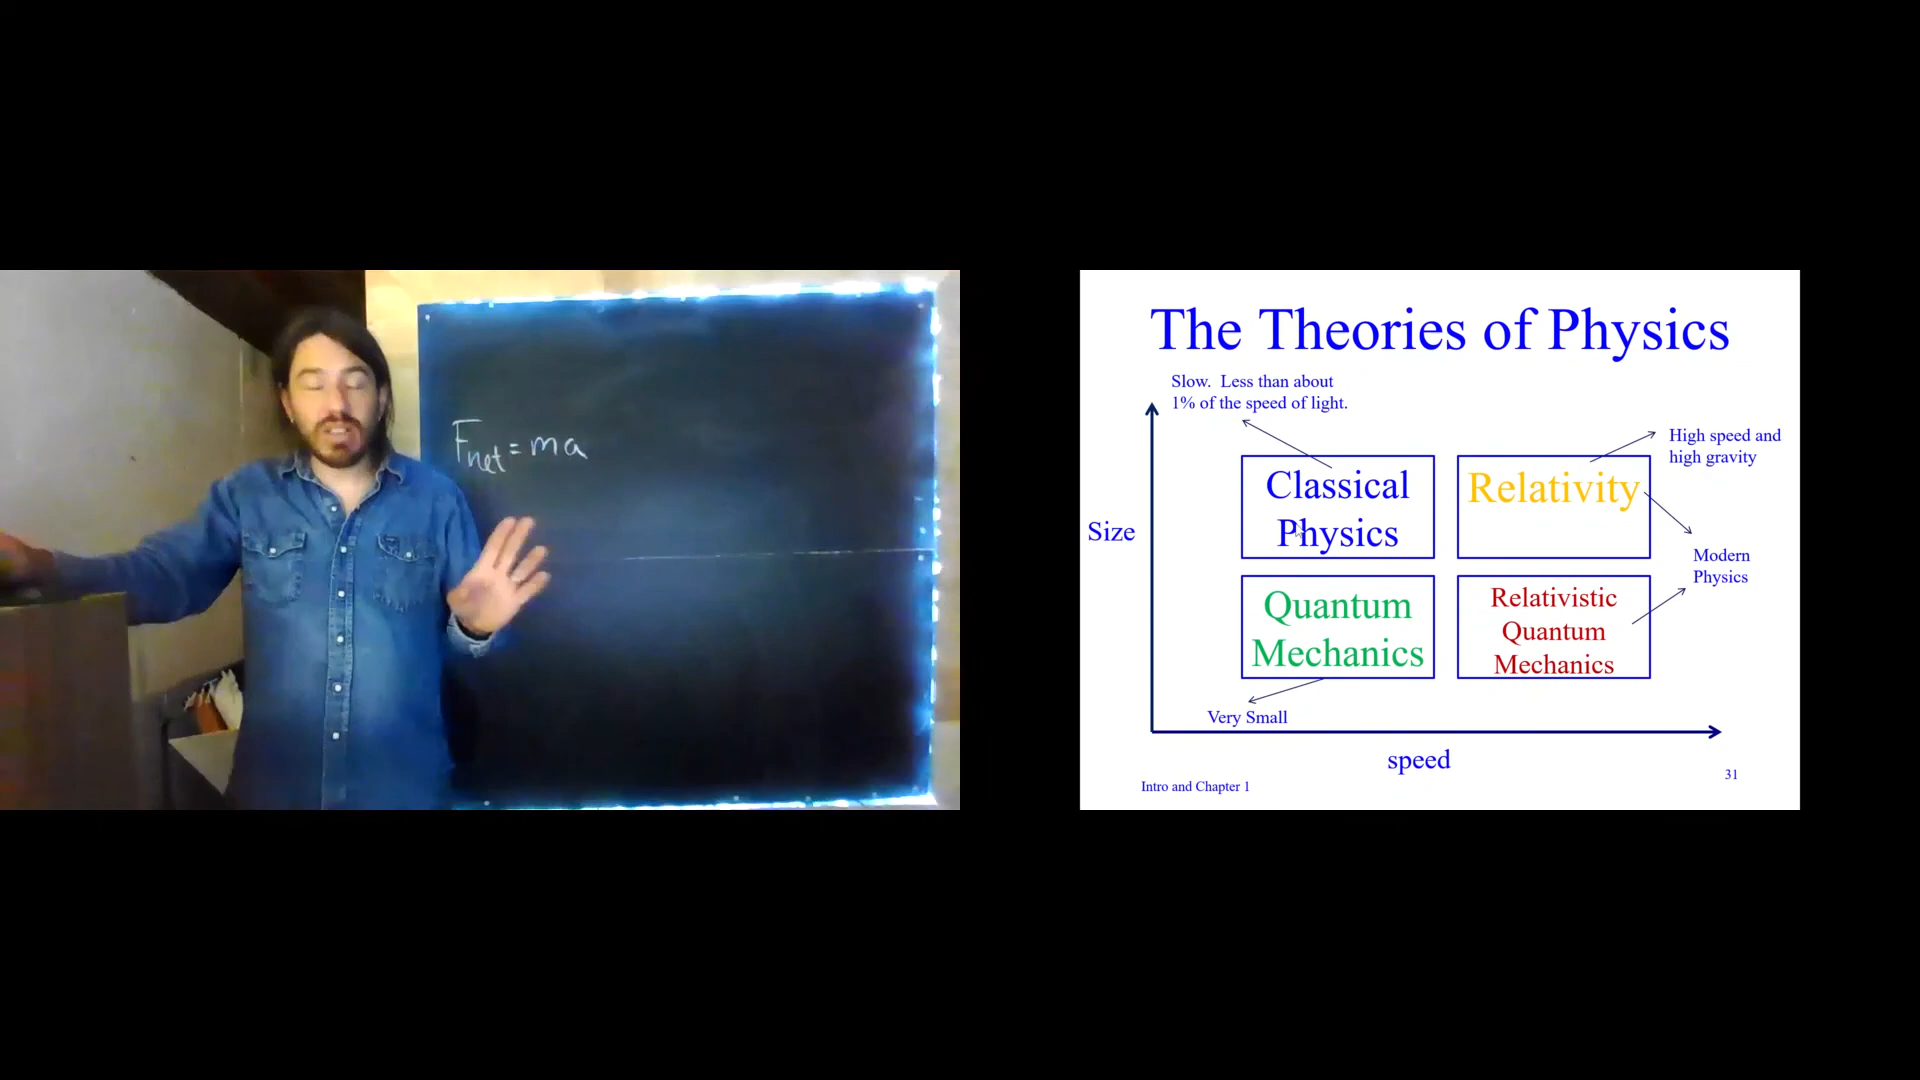 F_net = ma
The Theories of Physics
Slow. Less than about
1% of the speed of light.
High speed and
high gravity
Classical
Physics
Relativity
Size
Modern
Physics
Quantum
Mechanics
Relativistic
Quantum
Mechanics
Very Small
speed
Intro and Chapter 1
31